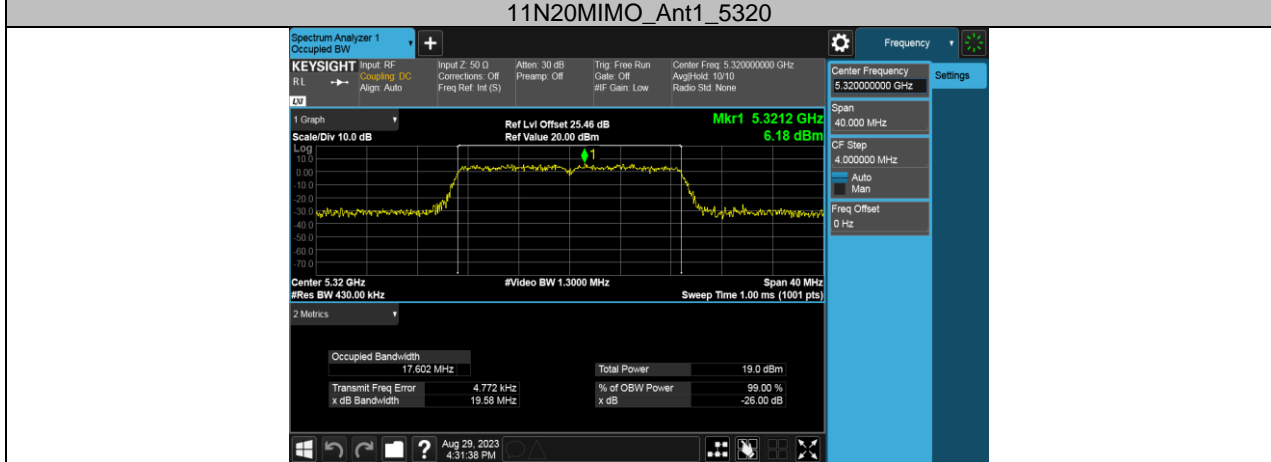 11N20MIMO_Ant1_5320
Spectrum Analyzer 1
Occupied BW
Frequency
KEYSIGHT
RL
LXI
Input: RF
Coupling: DC
Align: Auto
Input Z: 50 Ω
Corrections: Off
Freq Ref: Int (S)
Atten: 30 dB
Preamp: Off
Trig: Free Run
Gate: Off
#IF Gain: Low
Center Freq: 5.320000000 GHz
Avg|Hold: 10/10
Radio Std: None
Center Frequency
5.320000000 GHz
Settings
Span
40.000 MHz
CF Step
4.000000 MHz
Auto
Man
Freq Offset
0 Hz
1 Graph
Scale/Div 10.0 dB
Ref Lvl Offset 25.46 dB
Ref Value 20.00 dBm
Mkr1 5.3212 GHz
6.18 dBm
Log
10.0
0.00
-10.0
-20.0
-30.0
-40.0
-50.0
-60.0
-70.0
1
Center 5.32 GHz
#Video BW 1.3000 MHz
Span 40 MHz
#Res BW 430.00 kHz
Sweep Time 1.00 ms (1001 pts)
2 Metrics
Occupied Bandwidth
17.602 MHz
Total Power 19.0 dBm
Transmit Freq Error 4.772 kHz
% of OBW Power 99.00 %
x dB Bandwidth 19.58 MHz
x dB -26.00 dB
Aug 29, 2023
4:31:38 PM